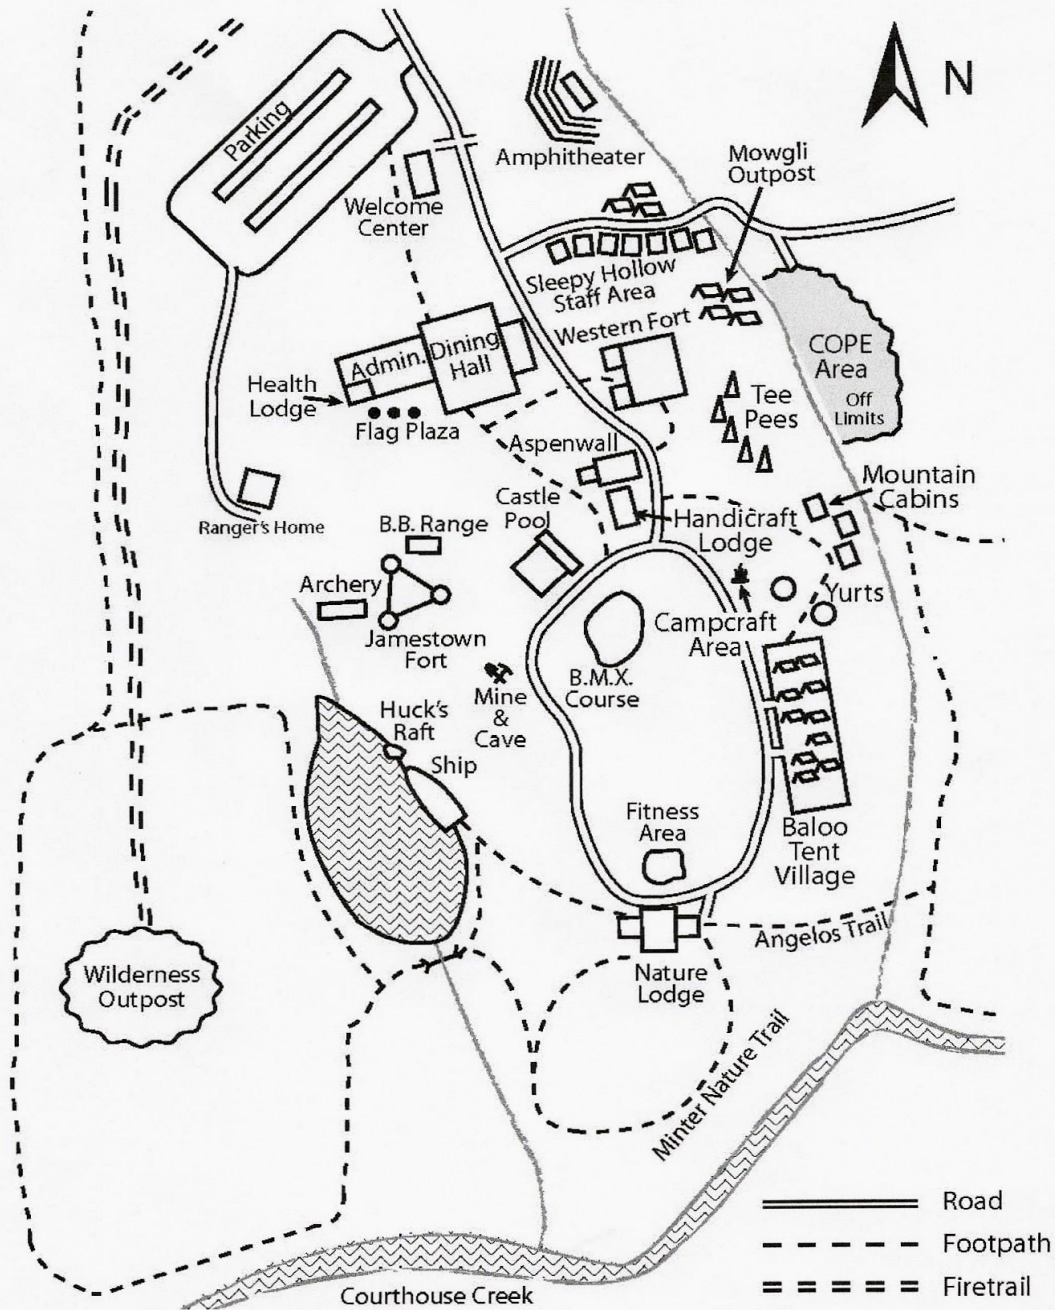 N
Parking
Amphitheater
Mowgli
Outpost
Welcome
Center
Sleepy Hollow
Staff Area
Western Fort
COPE
Area
Off
Limits
Admin.
Dining
Hall
Health
Lodge
Flag Plaza
Tee
Pees
Aspenwall
Mountain
Cabins
Ranger's Home
Castle
Pool
B.B. Range
Handicraft
Lodge
Archery
Jamestown
Fort
Yurts
Campcraft
Area
B.M.X.
Course
Mine
&
Cave
Huck's
Raft
Ship
Fitness
Area
Baloo
Tent
Village
Angelos Trail
Wilderness
Outpost
Nature
Lodge
Minter Nature Trail
Road
Footpath
Firetrail
Courthouse Creek